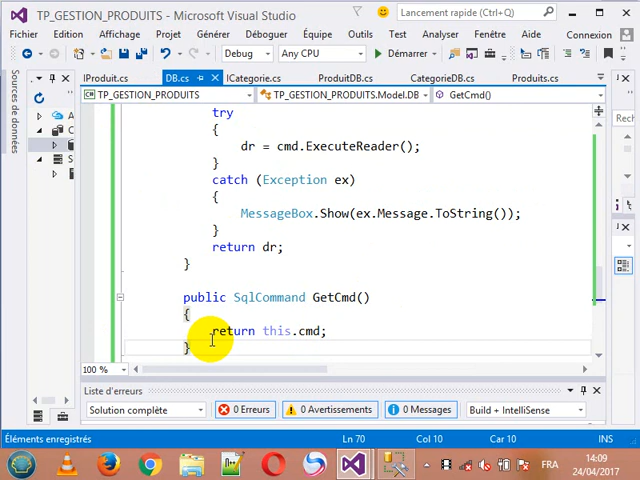 TP_GESTION_PRODUITS - Microsoft Visual Studio
Lancement rapide (Ctrl+Q)
Fichier Edition Affichage Projet Générer Déboguer Équipe Outils Test
Analyser Fenêtre Aide Connexion
Debug Any CPU Démarrer
Sources de données
IProduit.cs DB.cs ICategorie.cs ProduitDB.cs CategorieDB.cs Produits.cs
TP_GESTION_PRODUITS TP_GESTION_PRODUITS.Model.DB GetCmd()
try
{
dr = cmd.ExecuteReader();
}
catch (Exception ex)
{
MessageBox.Show(ex.Message.ToString());
}
return dr;
}
public SqlCommand GetCmd()
{
return this.cmd;
}
100 %
Liste d'erreurs
Solution complète 0 Erreurs 0 Avertissements 0 Messages Build + IntelliSense
Éléments enregistrés Ln 70 Col 10 Car 10 INS
FR 14:09
24/04/2017